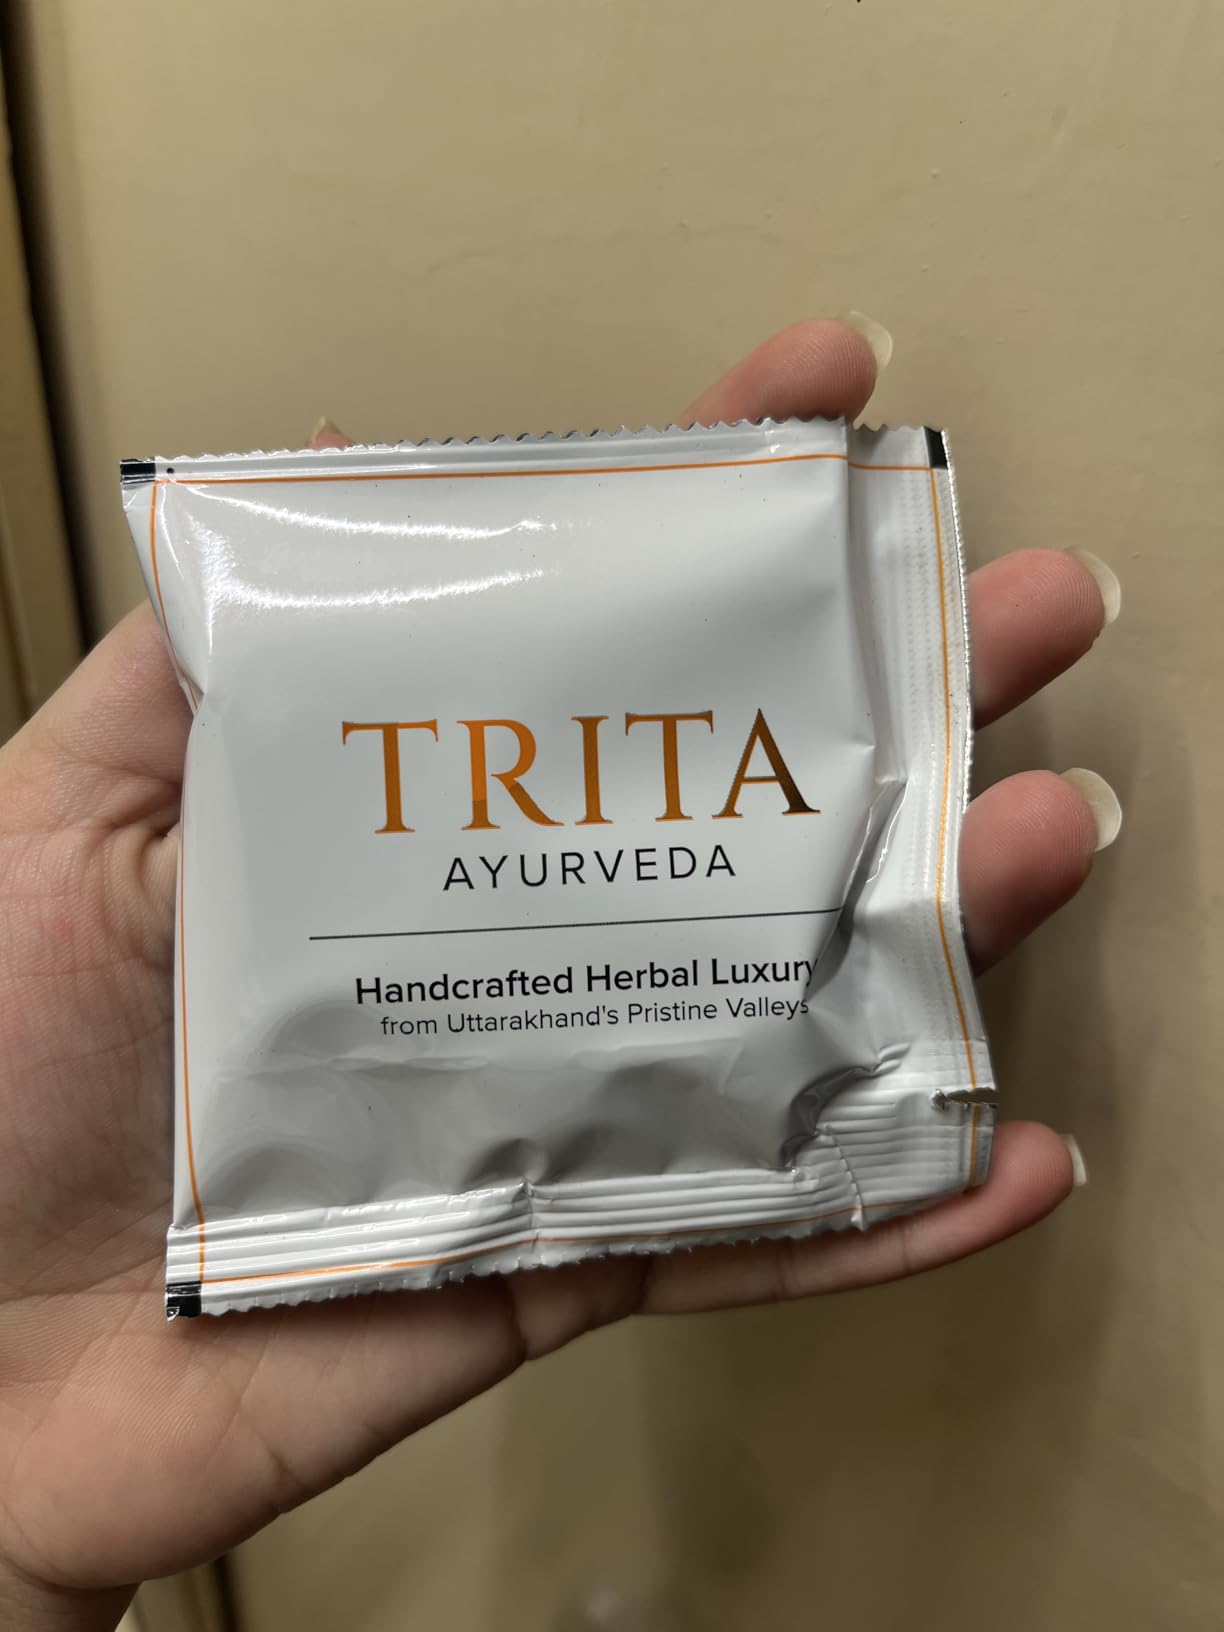 TRITA
AYURVEDA
Handcrafted Herbal Luxury
from Uttarakhand's Pristine Valleys